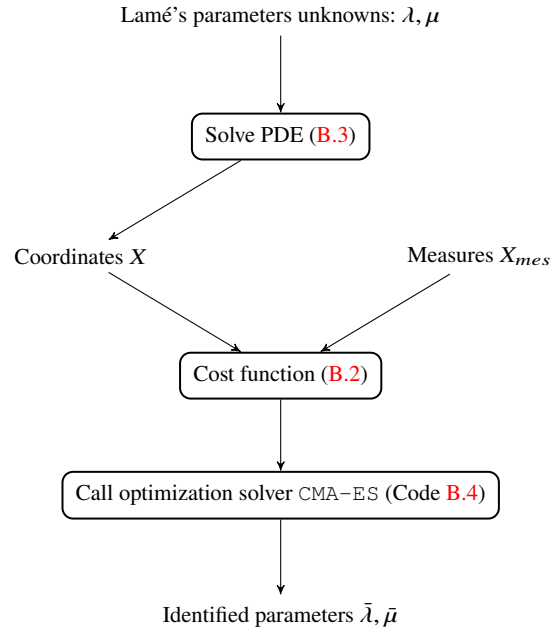 Lamé’s parameters unknowns: λ, μ
Solve PDE (B.3)
Coordinates X
Measures X_mes
Cost function (B.2)
Call optimization solver CMA-ES (Code B.4)
Identified parameters λ̄, μ̄